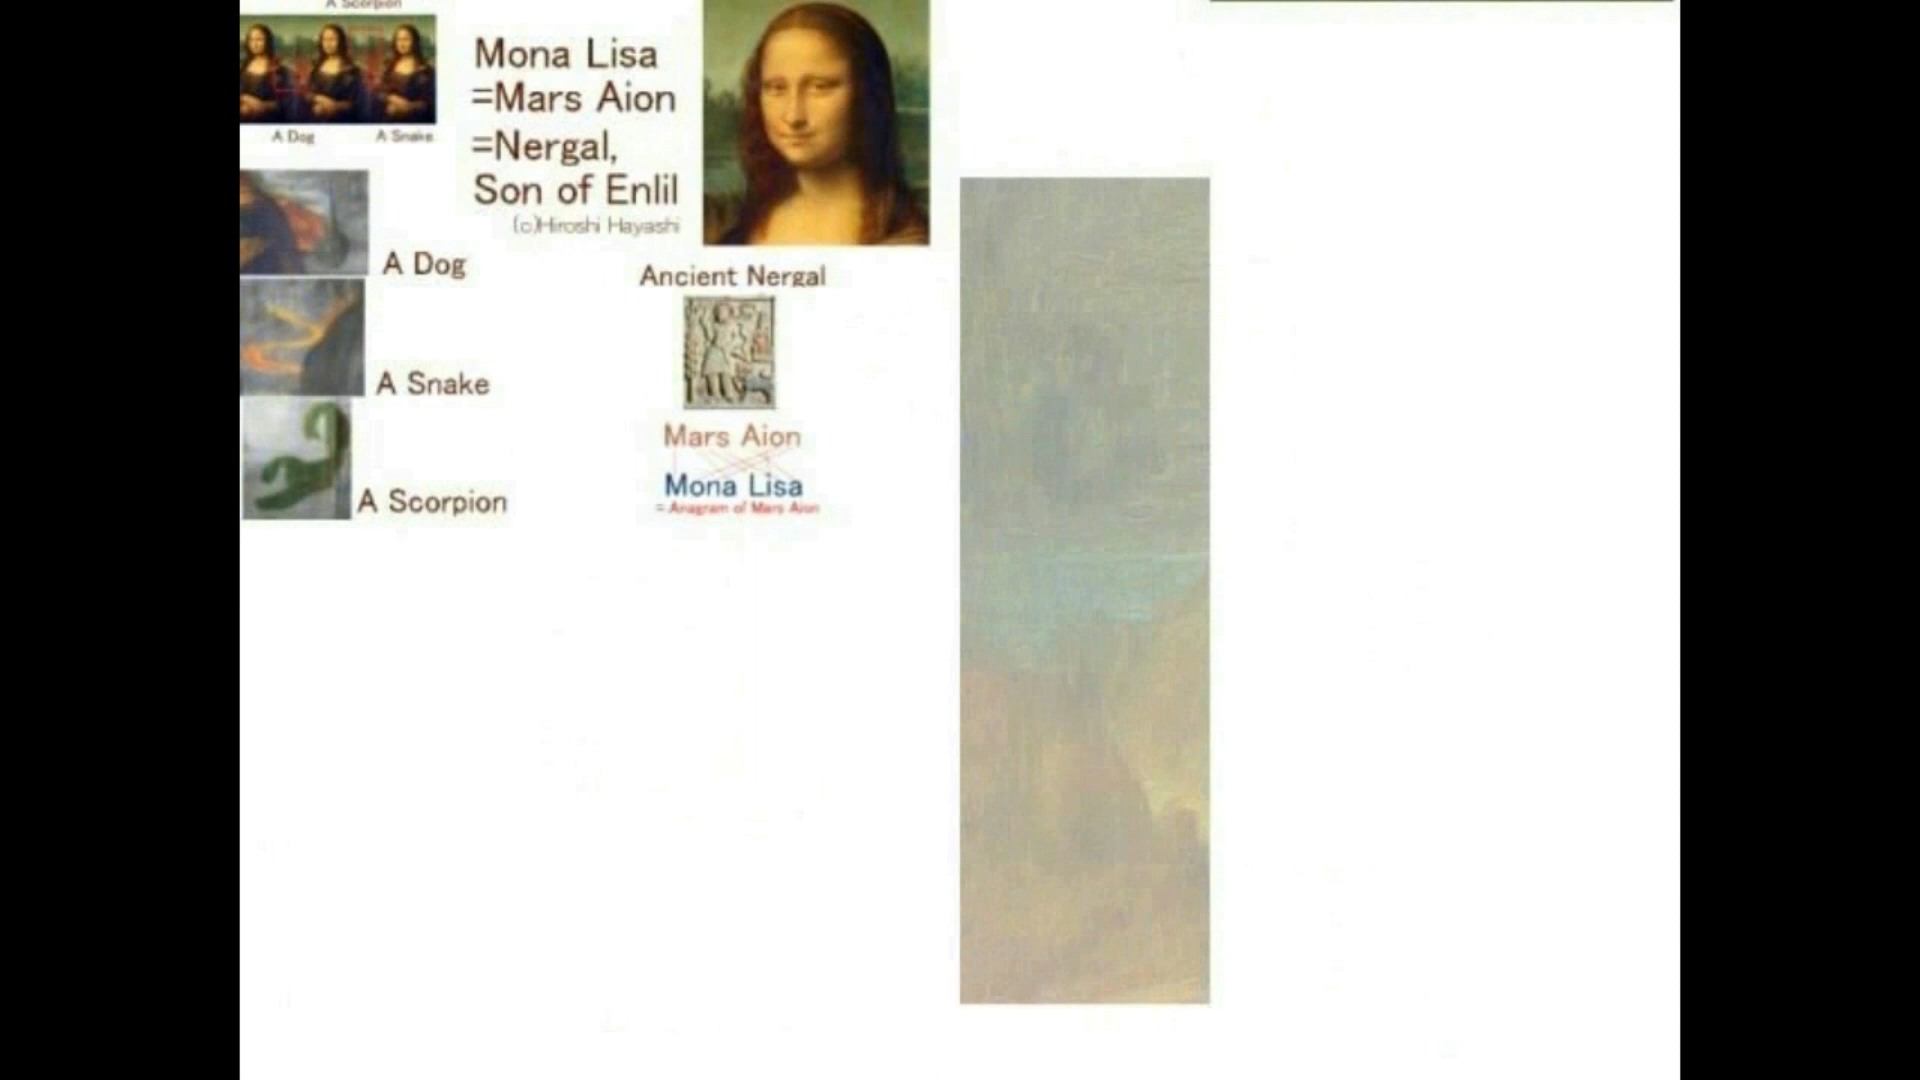 A Scorpion
A Dog
A Snake
Mona Lisa
=Mars Aion
=Nergal,
Son of Enlil
(c)Hiroshi Hayashi
A Dog
A Snake
A Scorpion
Ancient Nergal
Mars Aion
Mona Lisa
= Anagram of Mars Aion